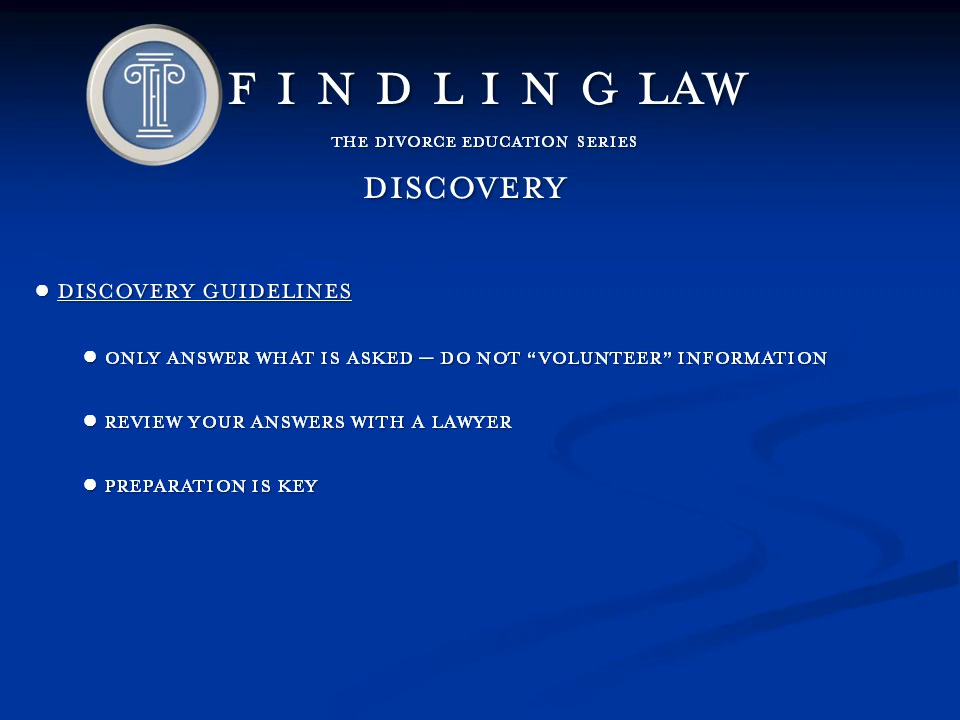 F I N D L I N G LAW
THE DIVORCE EDUCATION SERIES
DISCOVERY
• DISCOVERY GUIDELINES
• ONLY ANSWER WHAT IS ASKED – DO NOT “VOLUNTEER” INFORMATION
• REVIEW YOUR ANSWERS WITH A LAWYER
• PREPARATION IS KEY